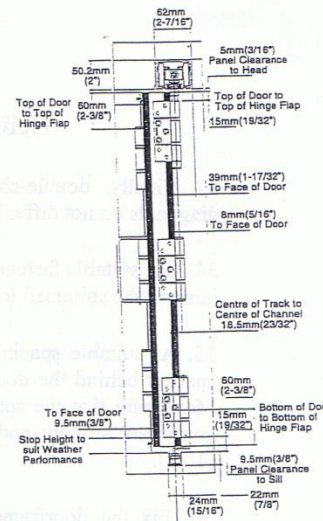 62mm
(2-7/16")
5mm(3/16")
Panel Clearance
to Head
50.2mm
(2")
Top of Door
to Top of
Hinge Flap
60mm
(2-3/8")
Top of Door to
Top of Hinge Flap
15mm(19/32")
39mm(1-17/32")
To Face of Door
8mm(5/16")
To Face of Door
Centre of Track to
Centre of Channel
18.5mm(23/32")
60mm
(2-3/8")
15mm
(19/32")
Bottom of Door
to Bottom of
Hinge Flap
To Face of Door
9.5mm(3/8")
Stop Height to
suit Weather
Performance
9.5mm(3/8")
Panel Clearance
to Sill
24mm
(15/16")
22mm
(7/8")